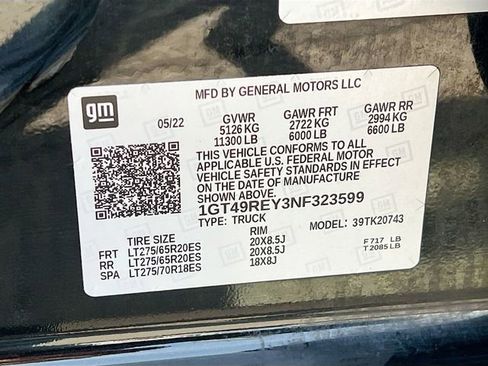 MFD BY GENERAL MOTORS LLC
gm
05/22 GVWR GAWR FRT GAWR RR
5126 KG 2722 KG 2994 KG
11300 LB 6000 LB 6600 LB
THIS VEHICLE CONFORMS TO ALL
APPLICABLE U.S. FEDERAL MOTOR
VEHICLE SAFETY STANDARDS IN EFFECT
ON THE DATE OF MANUFACTURE
SHOWN ABOVE.
1GT49REY3NF323599
TYPE: TRUCK MODEL: 39TK20743
TIRE SIZE RIM
FRT LT275/65R20ES 20X8.5J F 717 LB
RR LT275/65R20ES 20X8.5J T 2085 LB
SPA LT275/70R18ES 18X8J